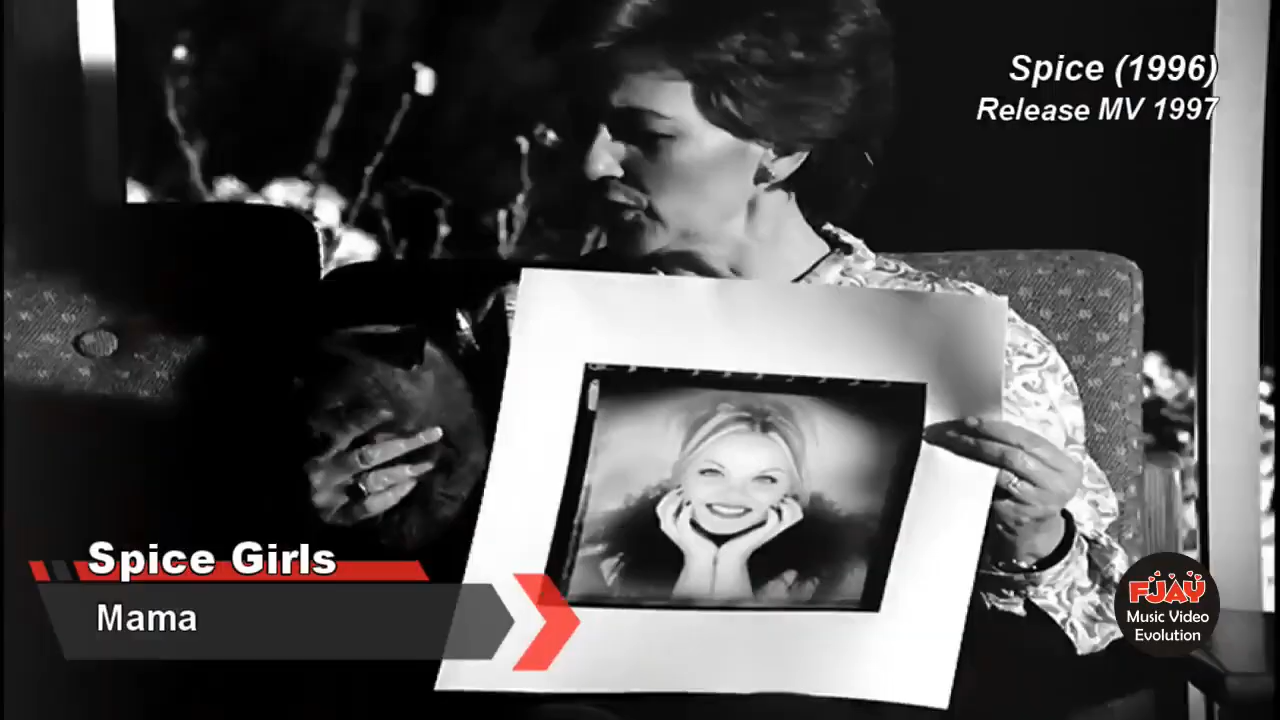 Spice (1996)
Release MV 1997
Spice Girls
Mama
FJAY
Music Video
Evolution